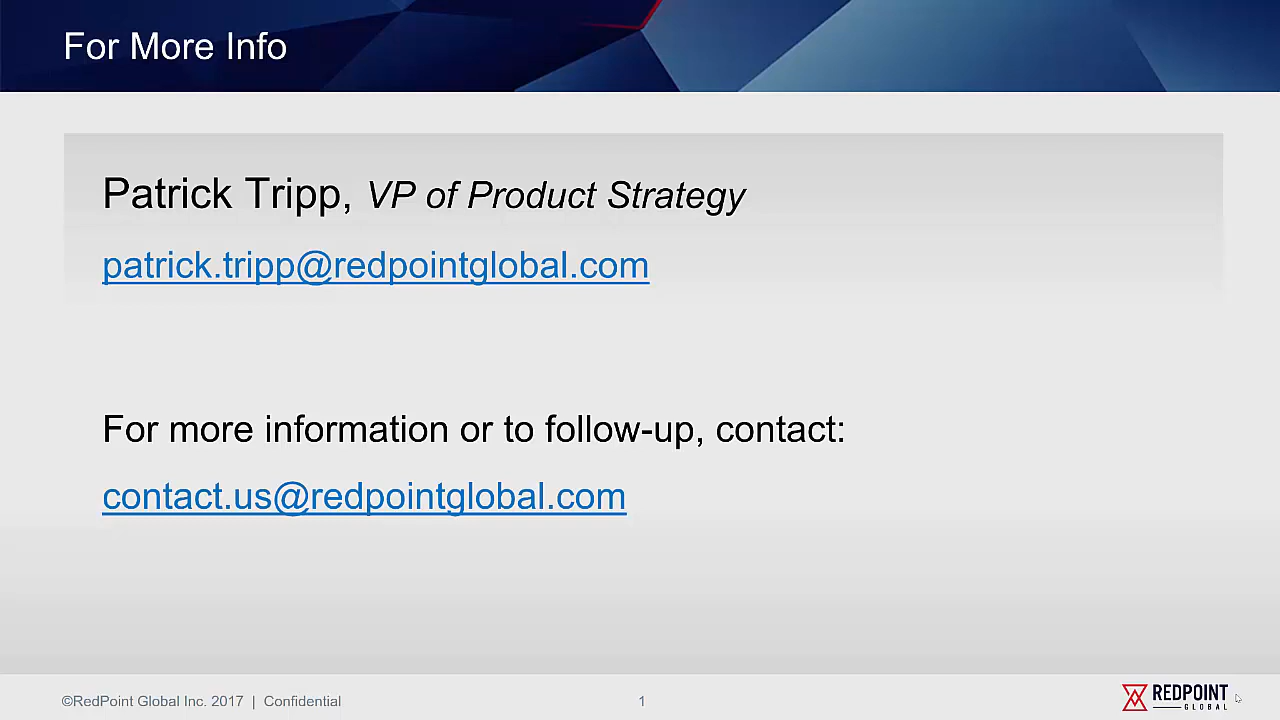 For More Info
Patrick Tripp, VP of Product Strategy
patrick.tripp@redpointglobal.com
For more information or to follow-up, contact:
contact.us@redpointglobal.com
©RedPoint Global Inc. 2017 | Confidential
1
REDPOINT
GLOBAL